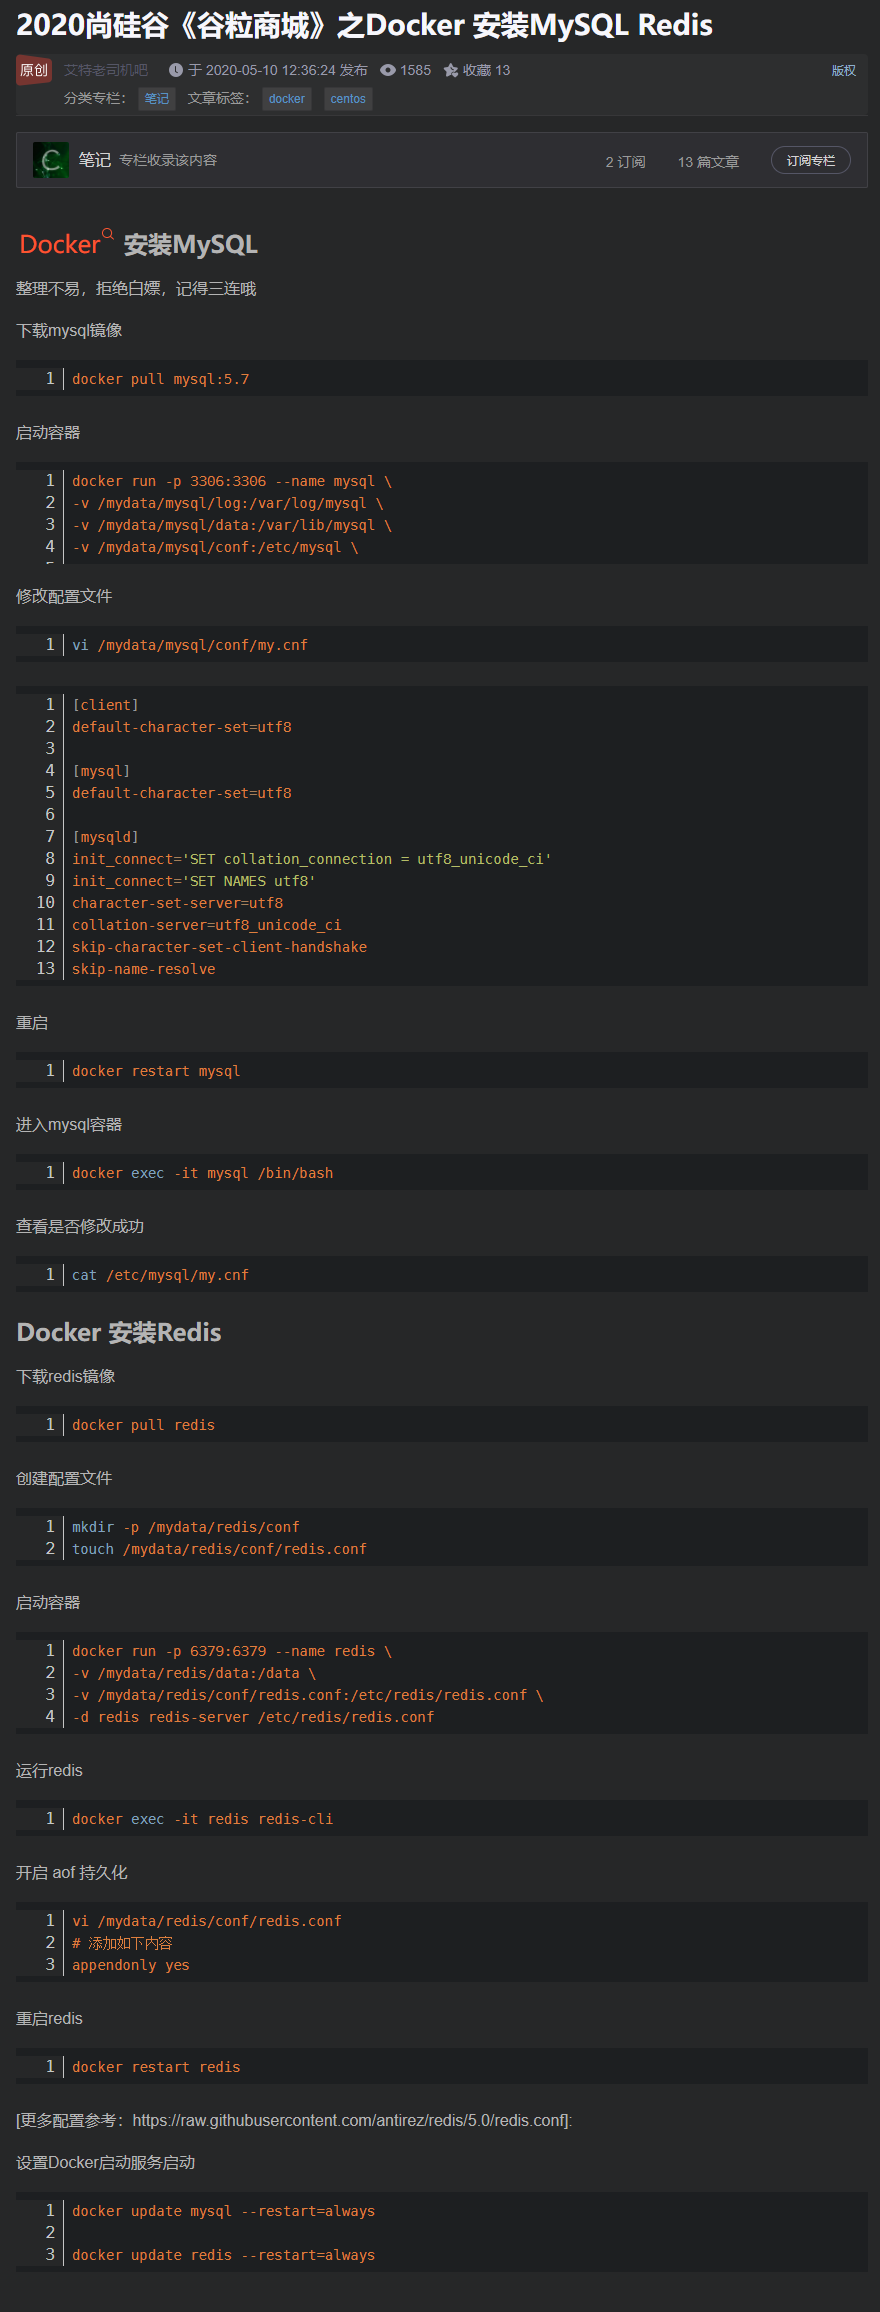 2020尚硅谷《谷粒商城》之Docker 安装MySQL Redis
原创 艾特老司机吧 于 2020-05-10 12:36:24 发布 1585 收藏 13 版权
分类专栏： 笔记 文章标签： docker centos
笔记 专栏收录该内容 2 订阅 13 篇文章 订阅专栏
Docker 安装MySQL
整理不易，拒绝白嫖，记得三连哦
下载mysql镜像
1 docker pull mysql:5.7
启动容器
1 docker run -p 3306:3306 --name mysql \
2 -v /mydata/mysql/log:/var/log/mysql \
3 -v /mydata/mysql/data:/var/lib/mysql \
4 -v /mydata/mysql/conf:/etc/mysql \
修改配置文件
1 vi /mydata/mysql/conf/my.cnf
1 [client]
2 default-character-set=utf8
3
4 [mysql]
5 default-character-set=utf8
6
7 [mysqld]
8 init_connect='SET collation_connection = utf8_unicode_ci'
9 init_connect='SET NAMES utf8'
10 character-set-server=utf8
11 collation-server=utf8_unicode_ci
12 skip-character-set-client-handshake
13 skip-name-resolve
重启
1 docker restart mysql
进入mysql容器
1 docker exec -it mysql /bin/bash
查看是否修改成功
1 cat /etc/mysql/my.cnf
Docker 安装Redis
下载redis镜像
1 docker pull redis
创建配置文件
1 mkdir -p /mydata/redis/conf
2 touch /mydata/redis/conf/redis.conf
启动容器
1 docker run -p 6379:6379 --name redis \
2 -v /mydata/redis/data:/data \
3 -v /mydata/redis/conf/redis.conf:/etc/redis/redis.conf \
4 -d redis redis-server /etc/redis/redis.conf
运行redis
1 docker exec -it redis redis-cli
开启 aof 持久化
1 vi /mydata/redis/conf/redis.conf
2 # 添加如下内容
3 appendonly yes
重启redis
1 docker restart redis
[更多配置参考：https://raw.githubusercontent.com/antirez/redis/5.0/redis.conf]:
设置Docker启动服务启动
1 docker update mysql --restart=always
2
3 docker update redis --restart=always